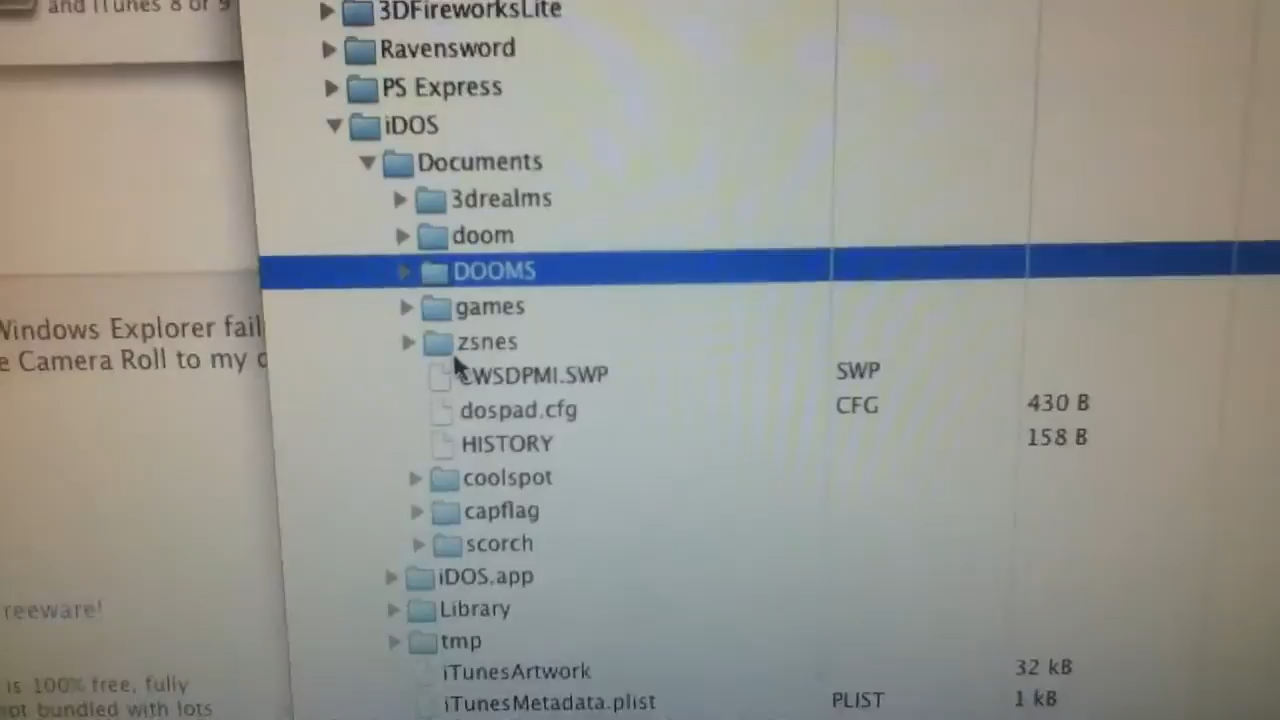 and iTunes 8 or 9
3DFireworksLite
Ravensword
PS Express
iDOS
Documents
3drealms
doom
DOOMS
games
zsnes
CWSDPMI.SWP SWP
dospad.cfg CFG 430 B
HISTORY 158 B
coolspot
capflag
scorch
iDOS.app
Library
tmp
iTunesArtwork 32 kB
iTunesMetadata.plist PLIST 1 kB
Windows Explorer fail
e Camera Roll to my c
reeware!
is 100% free, fully
not bundled with lots